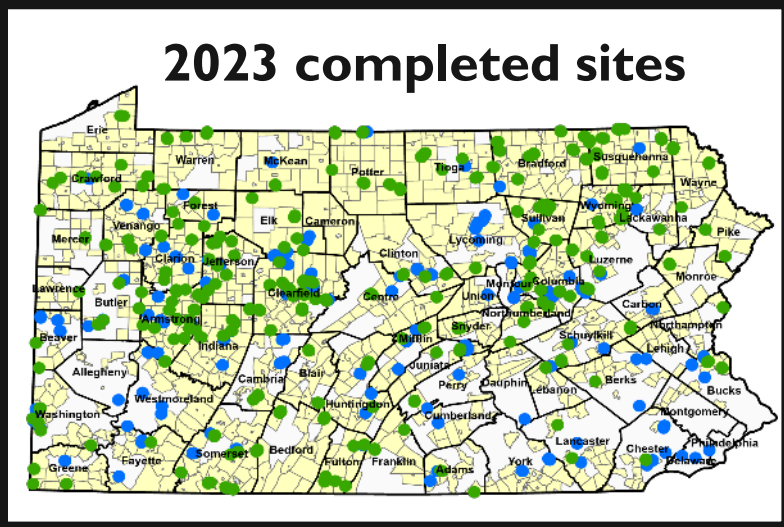 2023 completed sites
Erie
Crawford
Warren
McKean
Potter
Tioga
Bradford
Susquehanna
Wayne
Forest
Venango
Elk
Cameron
Mercer
Clarion
Jefferson
Clinton
Lycoming
Sullivan
Wyoming
Lackawanna
Pike
Lawrence
Butler
Clearfield
Centre
Union
Montour
Columbia
Luzerne
Monroe
Armstrong
Indiana
Beaver
Allegheny
Cambria
Blair
Mifflin
Juniata
Snyder
Northumberland
Schuylkill
Carbon
Northampton
Lehigh
Washington
Westmoreland
Huntingdon
Perry
Dauphin
Lebanon
Berks
Bucks
Cumberland
Montgomery
Greene
Fayette
Somerset
Bedford
Fulton
Franklin
Adams
York
Lancaster
Chester
Delaware
Philadelphia